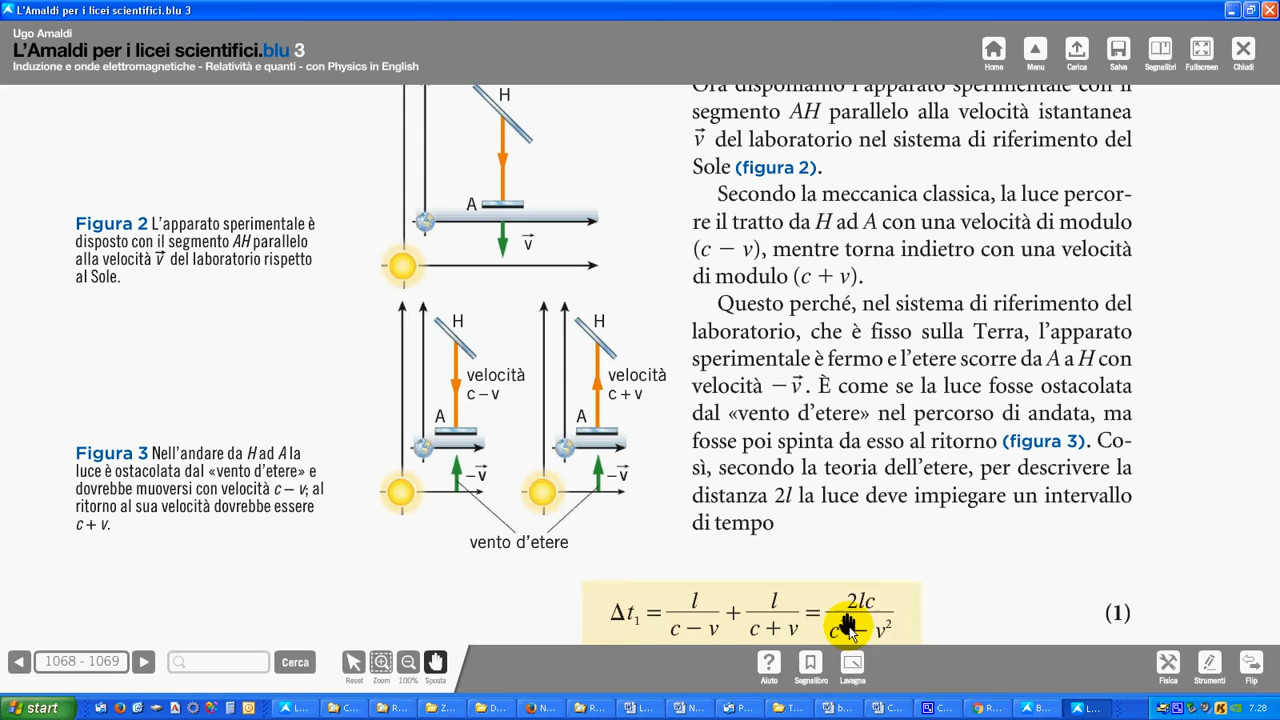 L'Amaldi per i licei scientifici.blu 3
Ugo Amaldi
L'Amaldi per i licei scientifici.blu 3
Induzione e onde elettromagnetiche - Relatività e quanti - con Physics in English
Home
Menu
Carica
Salva
Segnalibri
Fullscreen
Chiudi
H
A
v
Figura 2 L'apparato sperimentale è
disposto con il segmento AH parallelo
alla velocità v del laboratorio rispetto
al Sole.
H
velocità
c – v
A
–v
H
velocità
c + v
A
–v
vento d'etere
Figura 3 Nell'andare da H ad A la
luce è ostacolata dal «vento d'etere» e
dovrebbe muoversi con velocità c – v; al
ritorno al sua velocità dovrebbe essere
c + v.
Ora disponiamo l'apparato sperimentale con il
segmento AH parallelo alla velocità istantanea
v del laboratorio nel sistema di riferimento del
Sole (figura 2).
Secondo la meccanica classica, la luce percor-
re il tratto da H ad A con una velocità di modulo
(c – v), mentre torna indietro con una velocità
di modulo (c + v).
Questo perché, nel sistema di riferimento del
laboratorio, che è fisso sulla Terra, l'apparato
sperimentale è fermo e l'etere scorre da A a H con
velocità –v. È come se la luce fosse ostacolata
dal «vento d'etere» nel percorso di andata, ma
fosse poi spinta da esso al ritorno (figura 3). Co-
sì, secondo la teoria dell'etere, per descrivere la
distanza 2l la luce deve impiegare un intervallo
di tempo
Δt₁ = l/(c – v) + l/(c + v) = 2lc/(c – v²) (1)
1068 - 1069
Cerca
Reset
Zoom
100%
Sposta
Aiuto
Segnalibro
Lavagna
Fisica
Strumenti
Flip
start
L...
C...
R...
Z...
D...
N...
R...
L...
N...
P...
T...
b...
C...
C...
R...
B...
L...
7.28